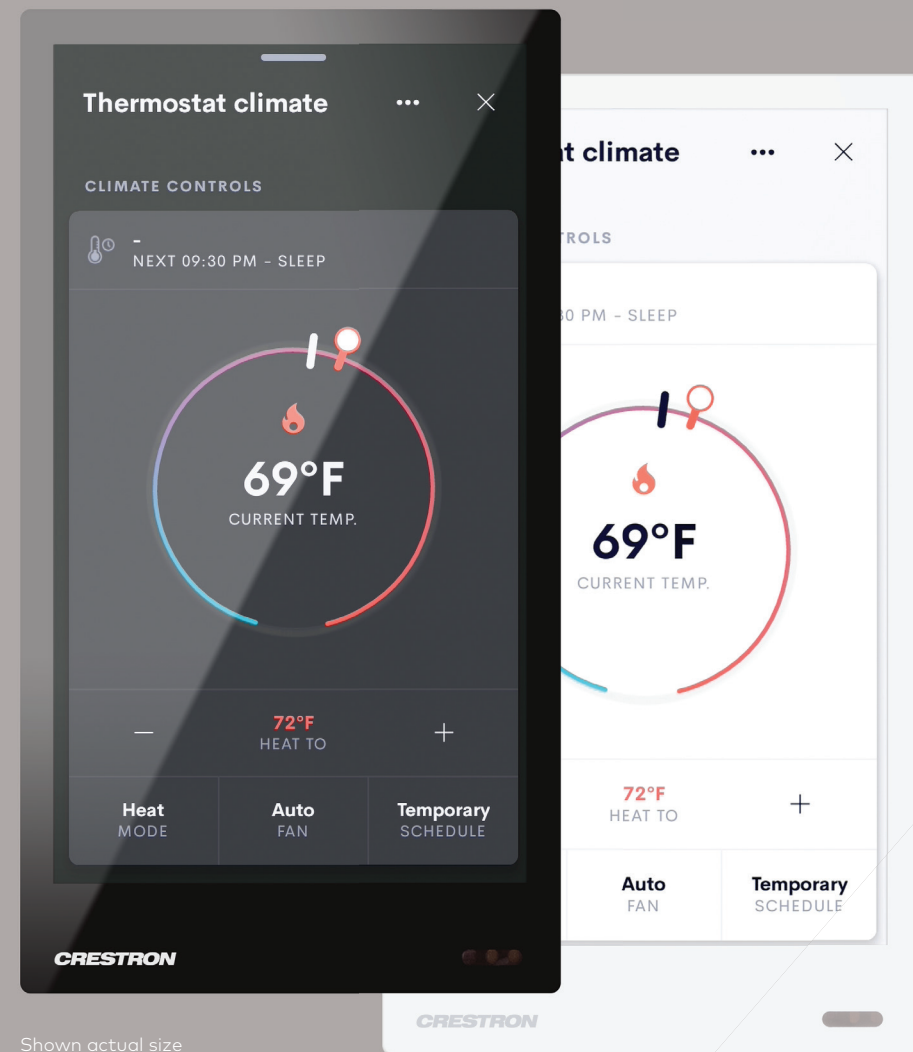 Thermostat climate
CLIMATE CONTROLS
-
NEXT 09:30 PM – SLEEP
69°F
CURRENT TEMP.
72°F
HEAT TO
Heat
MODE
Auto
FAN
Temporary
SCHEDULE
CRESTRON
Shown actual size
climate
PM – SLEEP
69°F
CURRENT TEMP.
72°F
HEAT TO
Auto
FAN
Temporary
SCHEDULE
CRESTRON